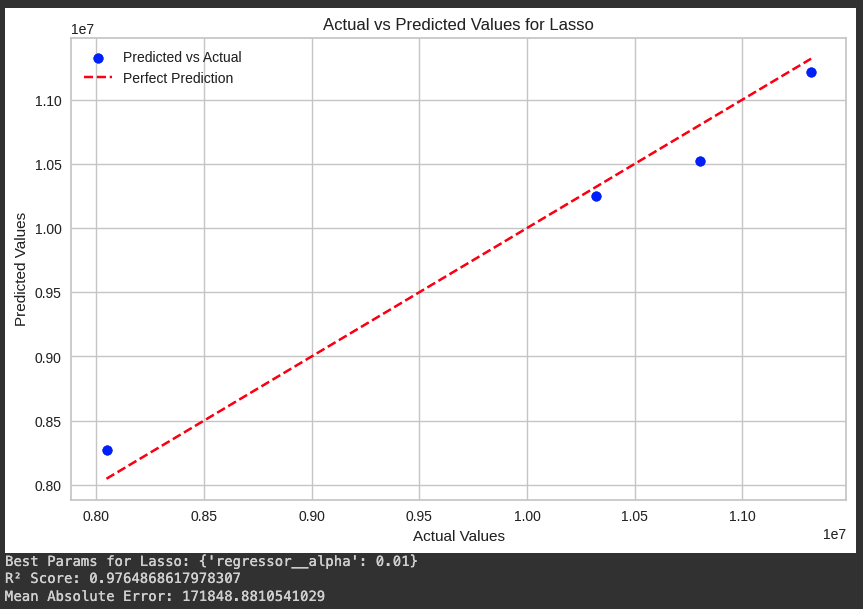 Actual vs Predicted Values for Lasso
1e7
Predicted vs Actual
Perfect Prediction
1.10
1.05
1.00
0.95
0.90
0.85
0.80
Predicted Values
0.80 0.85 0.90 0.95 1.00 1.05 1.10
1e7
Actual Values
Best Params for Lasso: {'regressor__alpha': 0.01}
R² Score: 0.9764868617978307
Mean Absolute Error: 171848.8810541029